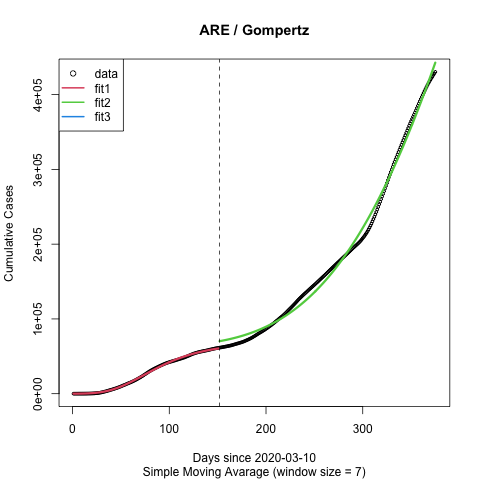 ARE / Gompertz
data
fit1
fit2
fit3
Cumulative Cases
0e+00
1e+05
2e+05
3e+05
4e+05
0
100
200
300
Days since 2020-03-10
Simple Moving Avarage (window size = 7)